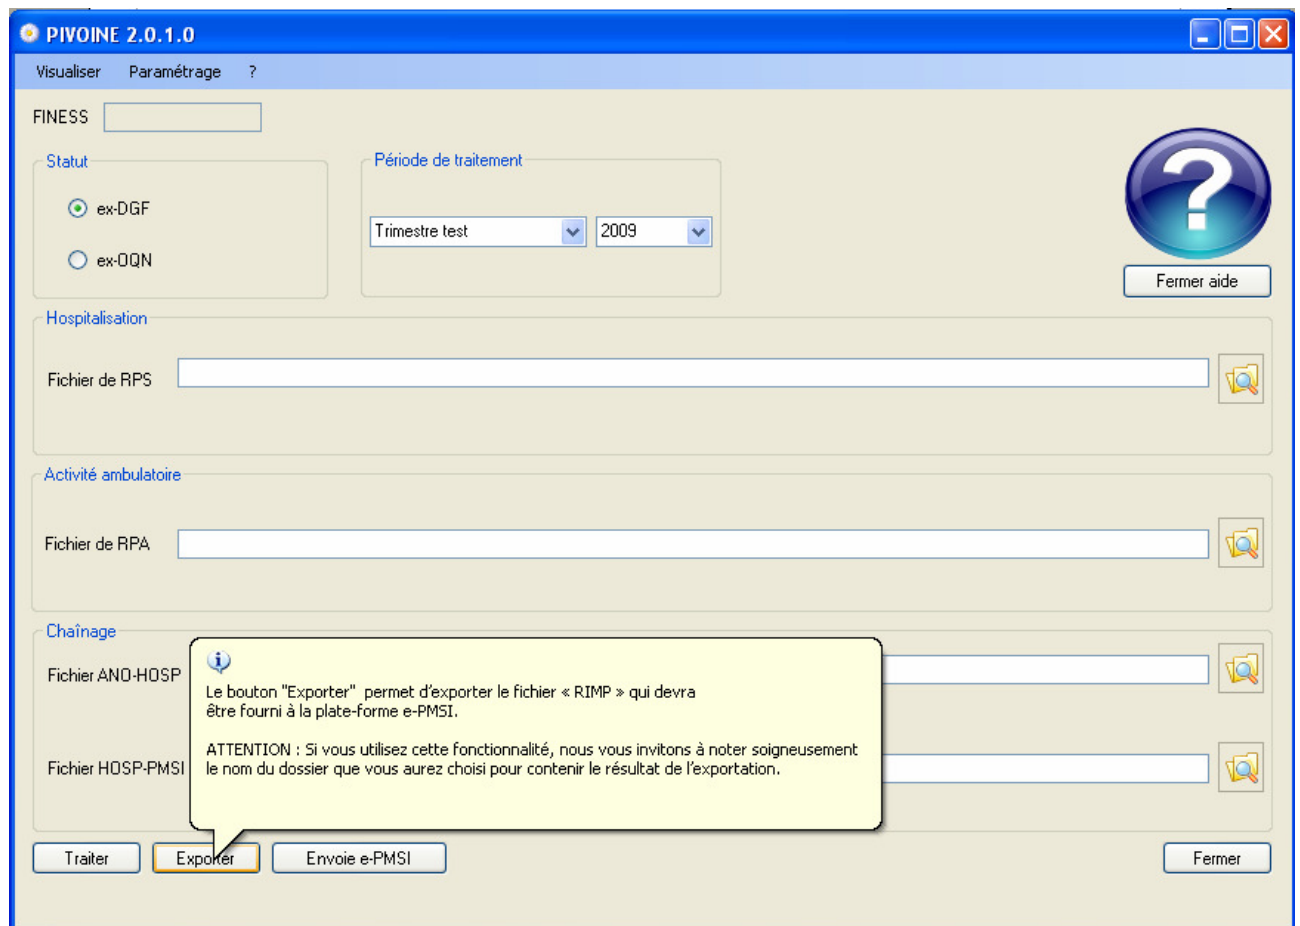 PIVOINE 2.0.1.0
Visualiser Paramétrage ?
FINESS
Statut
ex-DGF
ex-OQN
Période de traitement
Trimestre test 2009
Fermer aide
Hospitalisation
Fichier de RPS
Activité ambulatoire
Fichier de RPA
Chaînage
Fichier ANO-HOSP
Fichier HOSP-PMSI
Le bouton "Exporter" permet d'exporter le fichier « RIMP » qui devra
être fourni à la plate-forme e-PMSI.
ATTENTION : Si vous utilisez cette fonctionnalité, nous vous invitons à noter soigneusement
le nom du dossier que vous aurez choisi pour contenir le résultat de l'exportation.
Traiter Exporter Envoie e-PMSI Fermer